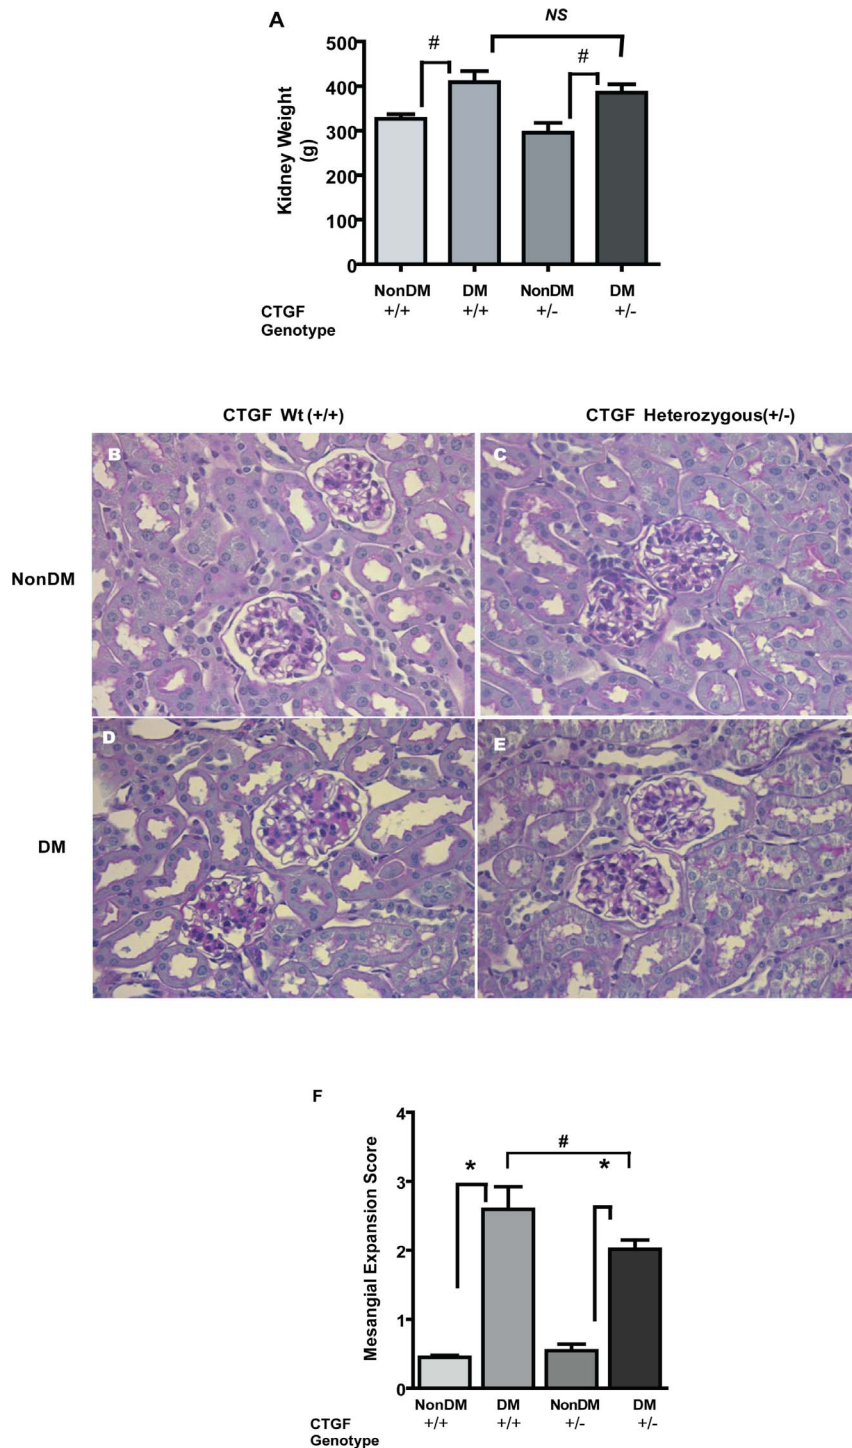 A
NS
#
#
500
400
300
200
100
0
Kidney Weight
(g)
NonDM DM NonDM DM
CTGF +/+ +/+ +/- +/-
Genotype
CTGF Wt (+/+) CTGF Heterozygous(+/-)
B C
NonDM
D E
DM
F
4
3
2
1
0
Mesangial Expansion Score
#
* *
NonDM DM NonDM DM
CTGF +/+ +/+ +/- +/-
Genotype